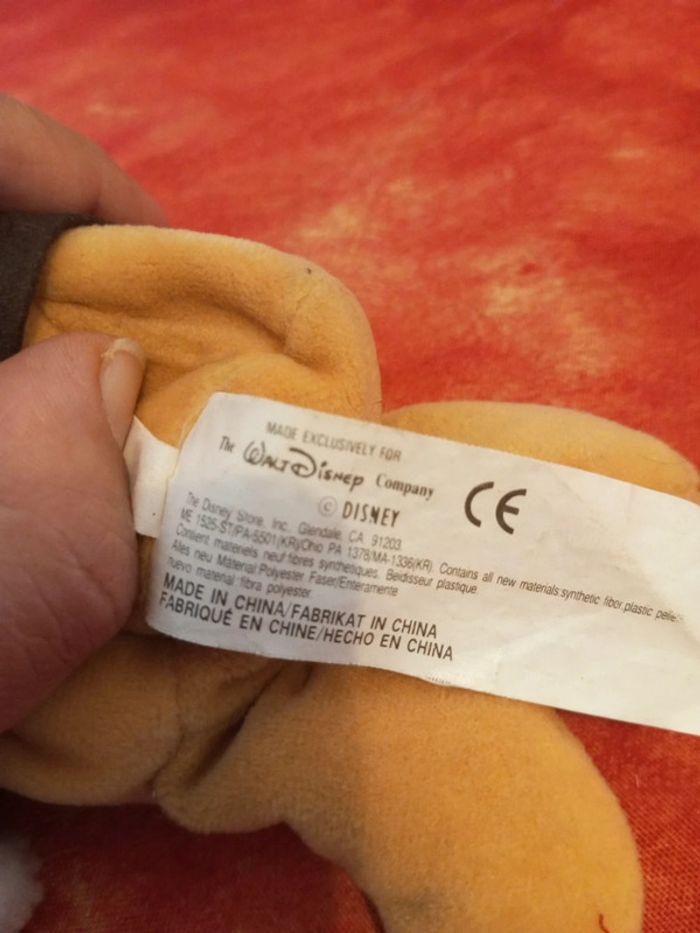 MADE EXCLUSIVELY FOR
The WALT DISNEY Company
© DISNEY
CE
The Disney Store, Inc. Glendale, CA 91203
ME 1525-ST/PA-5501/(KR)/Ohio PA 1378/MA-1336(KR) Contains all new materials:synthetic fiber,plastic
Contient materiels neuf:fibres synthetiques. Beidisseur plastique
Alles neu Material:Polyester Faser/Enteramente
nuevo material fibra polyester
MADE IN CHINA/FABRIKAT IN CHINA
FABRIQUÉ EN CHINE/HECHO EN CHINA